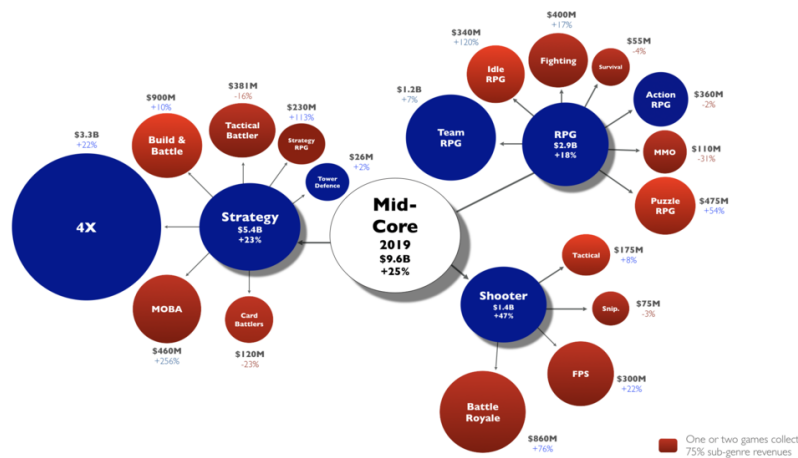 Mid-
Core
2019
$9.6B
+25%
Strategy
$5.4B
+23%
$3.3B
+22%
4X
$900M
+10%
Build &
Battle
$381M
-16%
Tactical
Battler
$230M
+113%
Strategy
RPG
$26M
+2%
Tower
Defence
MOBA
$460M
+256%
Card
Battlers
$120M
-23%
RPG
$2.9B
+18%
$1.2B
+7%
Team
RPG
$340M
+120%
Idle
RPG
$400M
+17%
Fighting
$55M
-4%
Survival
Action
RPG
$360M
-2%
MMO
$110M
-31%
Puzzle
RPG
$475M
+54%
Shooter
$1.4B
+47%
Tactical
$175M
+8%
Snip.
$75M
-3%
FPS
$300M
+22%
Battle
Royale
$860M
+76%
One or two games collect
75% sub-genre revenues